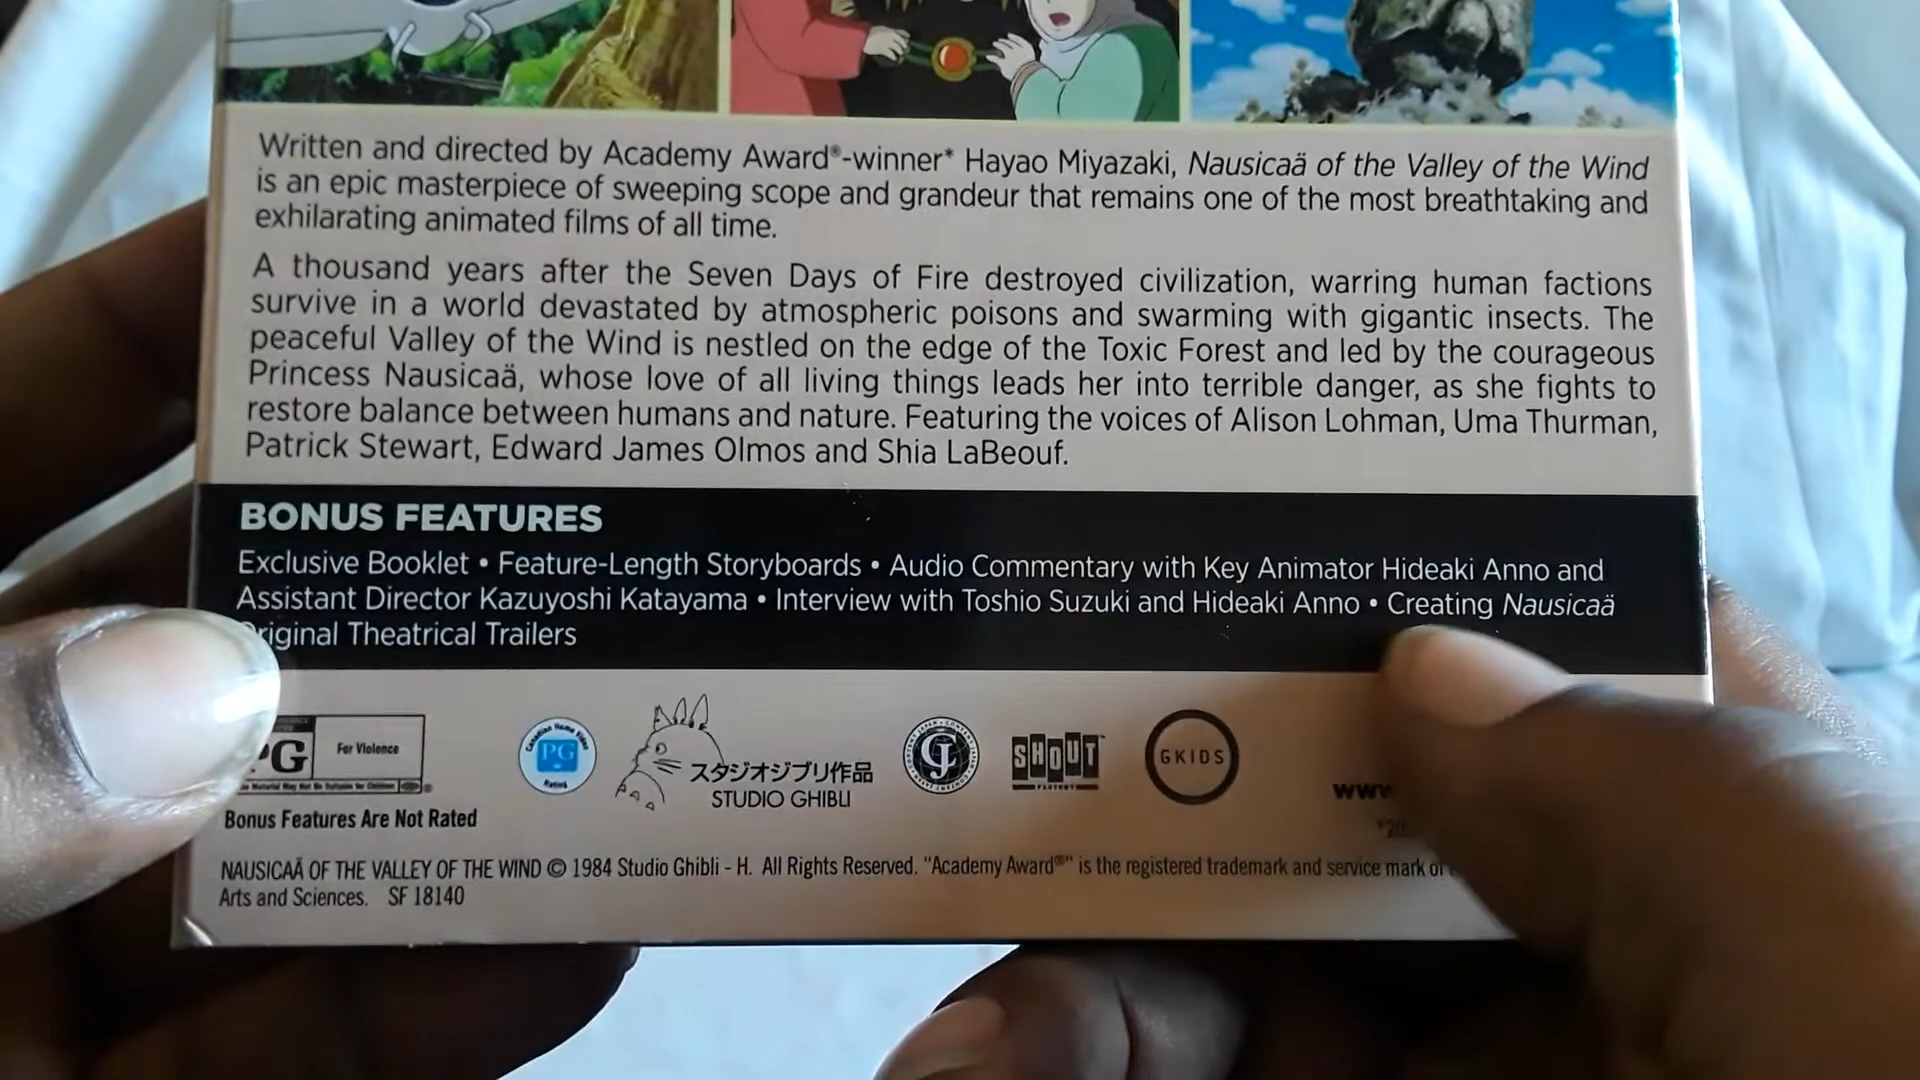 Written and directed by Academy Award®-winner* Hayao Miyazaki, Nausicaä of the Valley of the Wind
is an epic masterpiece of sweeping scope and grandeur that remains one of the most breathtaking and
exhilarating animated films of all time.
A thousand years after the Seven Days of Fire destroyed civilization, warring human factions
survive in a world devastated by atmospheric poisons and swarming with gigantic insects. The
peaceful Valley of the Wind is nestled on the edge of the Toxic Forest and led by the courageous
Princess Nausicaä, whose love of all living things leads her into terrible danger, as she fights to
restore balance between humans and nature. Featuring the voices of Alison Lohman, Uma Thurman,
Patrick Stewart, Edward James Olmos and Shia LaBeouf.
BONUS FEATURES
Exclusive Booklet • Feature-Length Storyboards • Audio Commentary with Key Animator Hideaki Anno and
Assistant Director Kazuyoshi Katayama • Interview with Toshio Suzuki and Hideaki Anno • Creating Nausicaä
Original Theatrical Trailers
PG For Violence
Canadian Home Video
PG
Rating
スタジオジブリ作品
STUDIO GHIBLI
SHOUT™
FACTORY
GKIDS
www
Bonus Features Are Not Rated
NAUSICAÄ OF THE VALLEY OF THE WIND © 1984 Studio Ghibli - H. All Rights Reserved. "Academy Award®" is the registered trademark and service mark of
Arts and Sciences. SF 18140